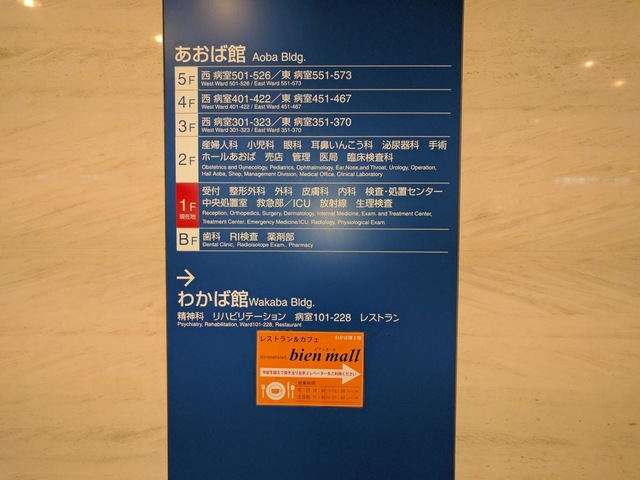 あおば館 Aoba Bldg.
5F 西 病室501-526／東 病室551-573
West Ward 501-526 / East Ward 551-573
4F 西 病室401-422／東 病室451-467
West Ward 401-422 / East Ward 451-467
3F 西 病室301-323／東 病室351-370
West Ward 301-323 / East Ward 351-370
2F 産婦人科 小児科 眼科 耳鼻いんこう科 泌尿器科 手術
ホールあおば 売店 管理 医局 臨床検査科
Obstetrics and Gynecology, Pediatrics, Ophthalmology, Ear,Nose,and Throat, Urology, Operation,
Hall Aoba, Shop, Management Division, Medical Office, Clinical Laboratory
1F 現在地 受付 整形外科 外科 皮膚科 内科 検査・処置センター
中央処置室 救急部／ICU 放射線 生理検査
Reception, Orthopedics, Surgery, Dermatology, Internal Medicine, Exam. and Treatment Center,
Treatment Center, Emergency Medicine/ICU, Radiology, Physiological Exam.
BF 歯科 RI検査 薬剤部
Dental Clinic, Radioisotope Exam., Pharmacy
→
わかば館 Wakaba Bldg.
精神科 リハビリテーション 病室101-228 レストラン
Psychiatry, Rehabilitation, Ward101-228, Restaurant
レストラン＆カフェ わかば館1階
bien mall
営業時間